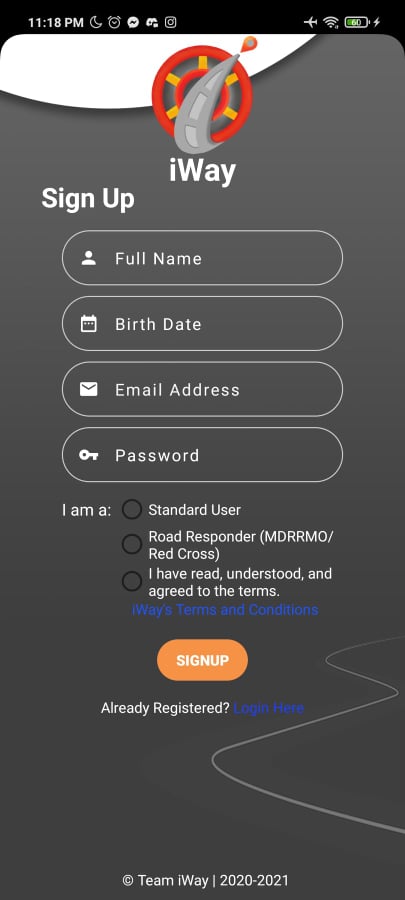 11:18 PM
60
iWay
Sign Up
Full Name
Birth Date
Email Address
Password
I am a:
Standard User
Road Responder (MDRRMO/
Red Cross)
I have read, understood, and
agreed to the terms.
iWay's Terms and Conditions
SIGNUP
Already Registered? Login Here
© Team iWay | 2020-2021